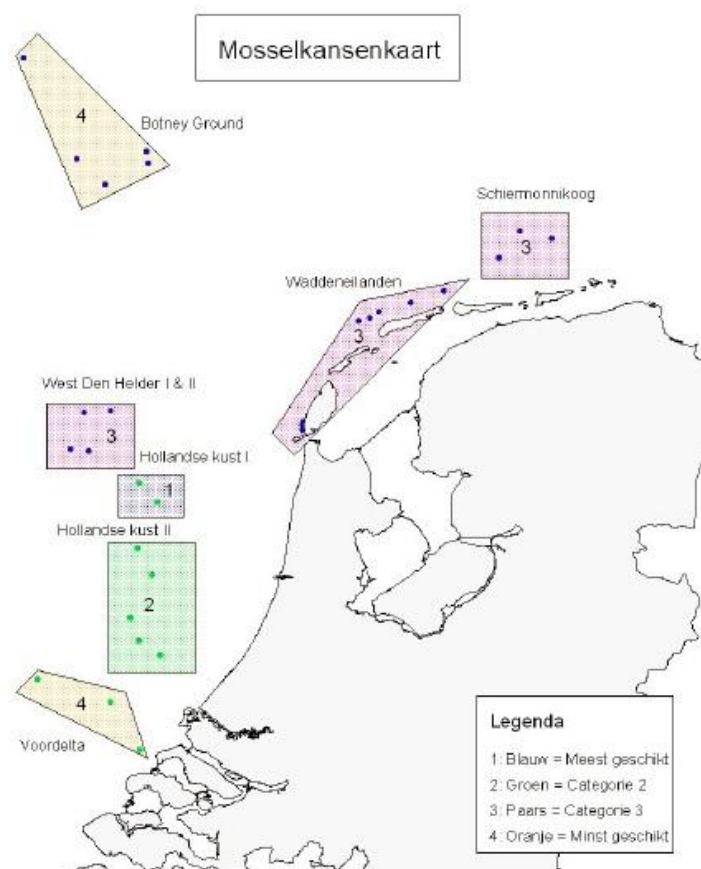 Mosselkansenkaart
4
Botney Ground
Schiermonnikoog
3
Waddeneilanden
3
West Den Helder I & II
3
Hollandse kust I
1
Hollandse kust II
2
4
Voordelta
Legenda
1: Blauw = Meest geschikt
2: Groen = Categorie 2
3: Paars = Categorie 3
4: Oranje = Minst geschikt